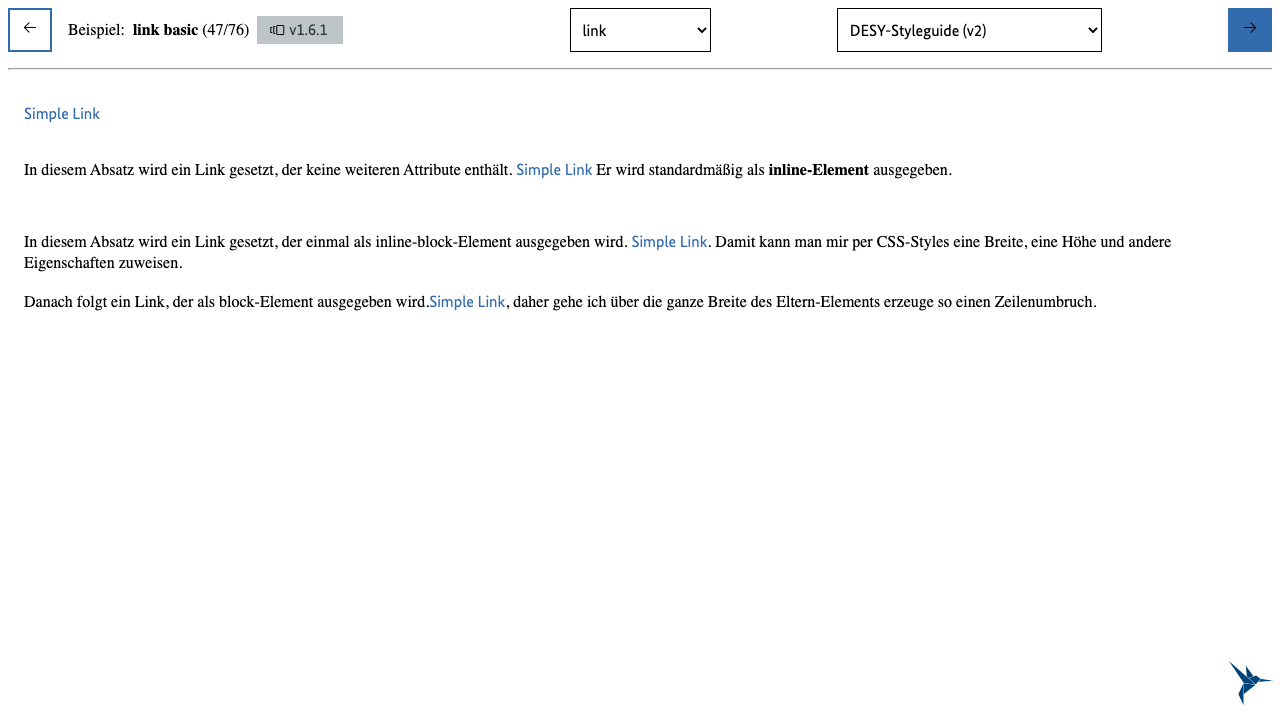 ← Beispiel: link basic (47/76) v1.6.1 link DESY-Styleguide (v2) →
Simple Link
In diesem Absatz wird ein Link gesetzt, der keine weiteren Attribute enthält. Simple Link Er wird standardmäßig als inline-Element ausgegeben.
In diesem Absatz wird ein Link gesetzt, der einmal als inline-block-Element ausgegeben wird. Simple Link. Damit kann man mir per CSS-Styles eine Breite, eine Höhe und andere
Eigenschaften zuweisen.
Danach folgt ein Link, der als block-Element ausgegeben wird.Simple Link, daher gehe ich über die ganze Breite des Eltern-Elements erzeuge so einen Zeilenumbruch.